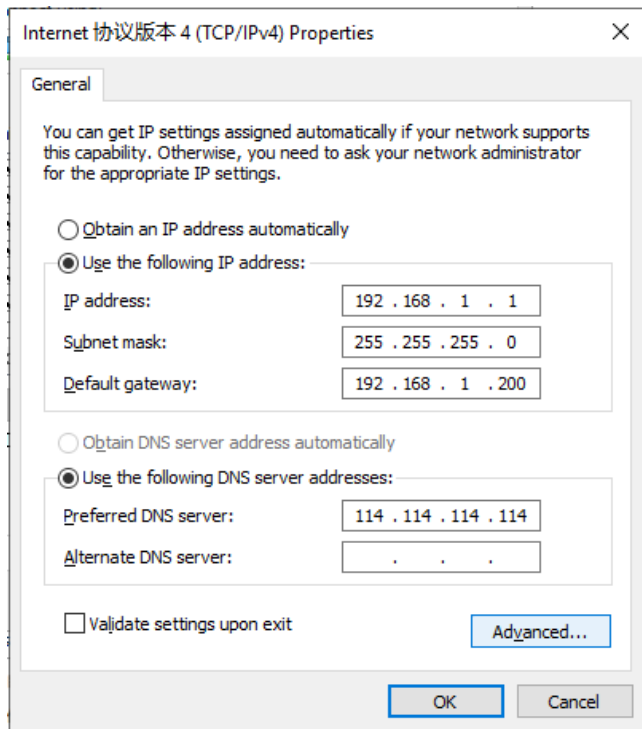 Internet 协议版本 4 (TCP/IPv4) Properties
General
You can get IP settings assigned automatically if your network supports
this capability. Otherwise, you need to ask your network administrator
for the appropriate IP settings.
Obtain an IP address automatically
Use the following IP address:
IP address: 192 . 168 . 1 . 1
Subnet mask: 255 . 255 . 255 . 0
Default gateway: 192 . 168 . 1 . 200
Obtain DNS server address automatically
Use the following DNS server addresses:
Preferred DNS server: 114 . 114 . 114 . 114
Alternate DNS server: . . .
Validate settings upon exit
Advanced...
OK Cancel